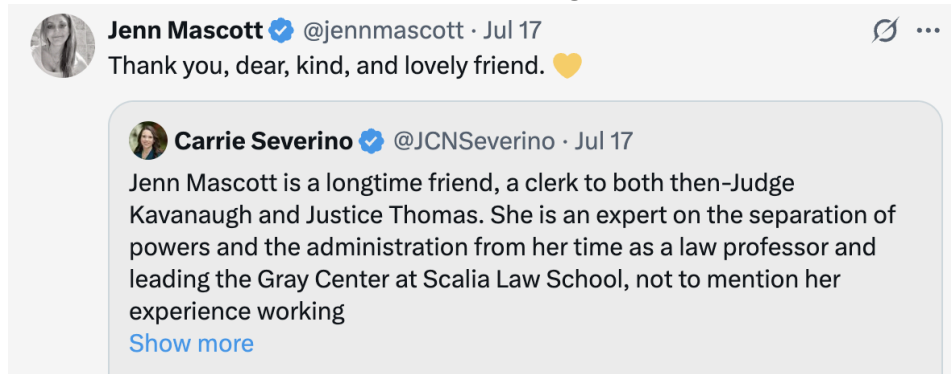 Jenn Mascott @jennmascott · Jul 17
Thank you, dear, kind, and lovely friend. 💛
Carrie Severino @JCNSeverino · Jul 17
Jenn Mascott is a longtime friend, a clerk to both then-Judge
Kavanaugh and Justice Thomas. She is an expert on the separation of
powers and the administration from her time as a law professor and
leading the Gray Center at Scalia Law School, not to mention her
experience working
Show more